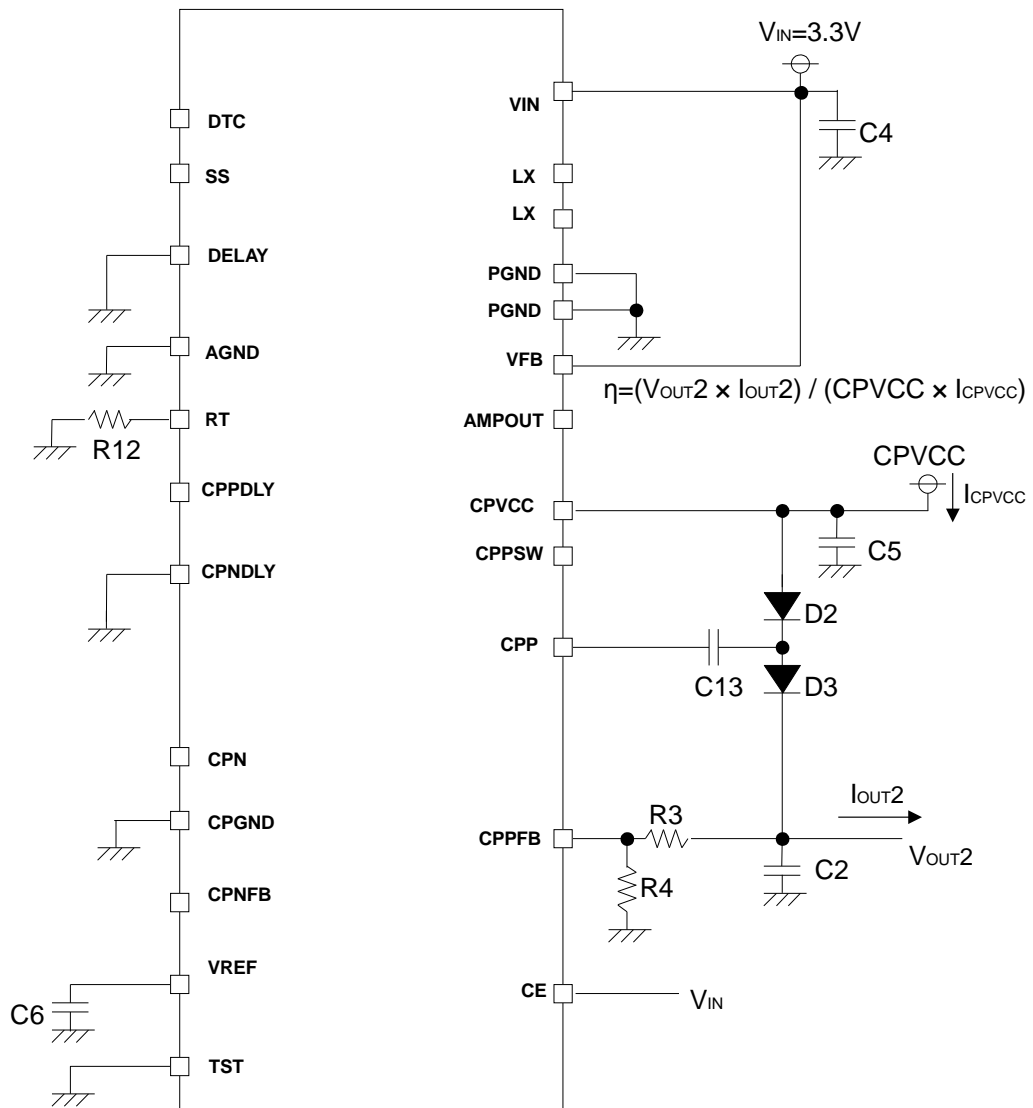 VIN=3.3V
DTC
VIN
C4
SS
LX
LX
DELAY
PGND
PGND
AGND
VFB
η=(VOUT2 × IOUT2) / (CPVCC × ICPVCC)
RT
R12
AMPOUT
CPVCC
ICPVCC
CPPDLY
CPVCC
C5
CPPSW
CPNDLY
D2
CPP
C13
D3
CPN
IOUT2
CPGND
R3
CPPFB
VOUT2
C2
R4
CPNFB
VREF
CE
VIN
C6
TST